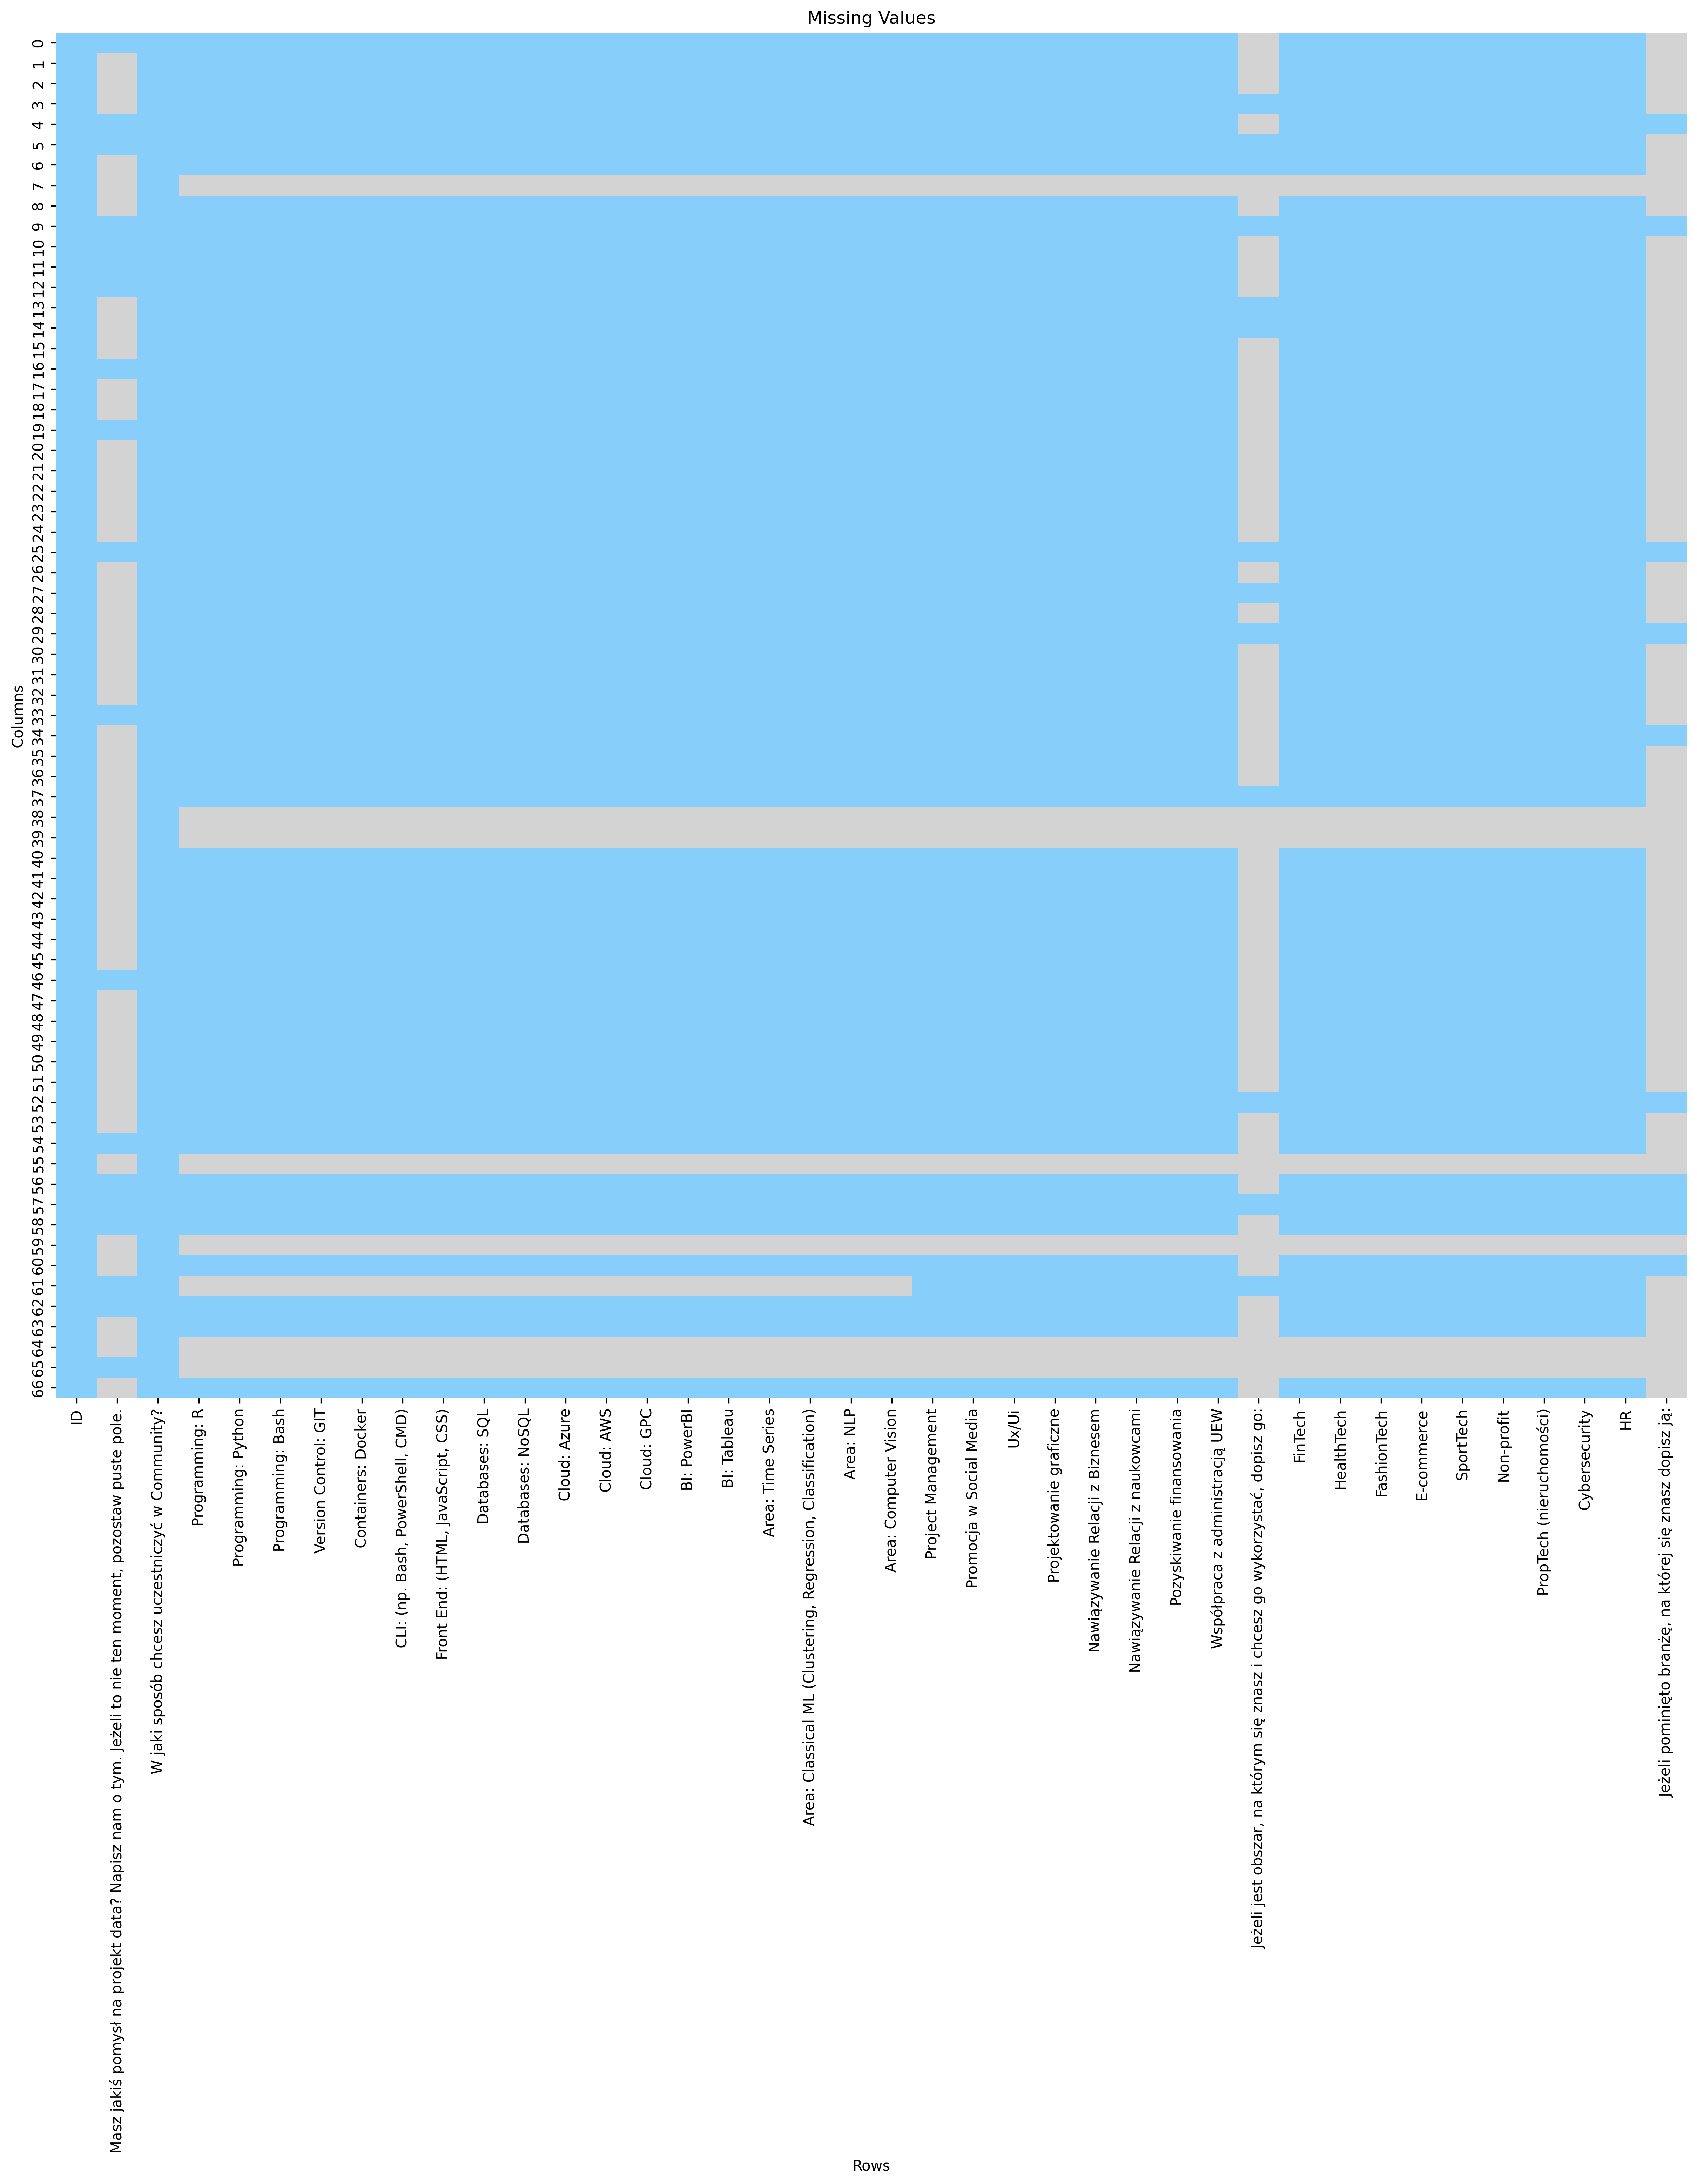 Missing Values
Columns
0
1
2
3
4
5
6
7
8
9
10
11
12
13
14
15
16
17
18
19
20
21
22
23
24
25
26
27
28
29
30
31
32
33
34
35
36
37
38
39
40
41
42
43
44
45
46
47
48
49
50
51
52
53
54
55
56
57
58
59
60
61
62
63
64
65
66
ID
Masz jakiś pomysł na projekt data? Napisz nam o tym. Jeżeli to nie ten moment, pozostaw puste pole..
W jaki sposób chcesz uczestniczyć w Community?
Programming: R
Programming: Python
Programming: Bash
Version Control: GIT
Containers: Docker
CLI: (np. Bash, PowerShell, CMD)
Front End: (HTML, JavaScript, CSS)
Databases: SQL
Databases: NoSQL
Cloud: Azure
Cloud: AWS
Cloud: GPC
BI: PowerBI
BI: Tableau
Area: Time Series
Area: Classical ML (Clustering, Regression, Classification)
Area: NLP
Area: Computer Vision
Project Management
Promocja w Social Media
Ux/Ui
Projektowanie graficzne
Nawiązywanie Relacji z Biznesem
Nawiązywanie Relacji z naukowcami
Pozyskiwanie finansowania
Współpraca z administracją UEW
Jeżeli jest obszar, na którym się znasz i chcesz go wykorzystać, dopisz go:
FinTech
HealthTech
FashionTech
E-commerce
SportTech
Non-profit
PropTech (nieruchomości)
Cybersecurity
HR
Jeżeli pominięto branżę, na której się znasz dopisz ją:
Rows